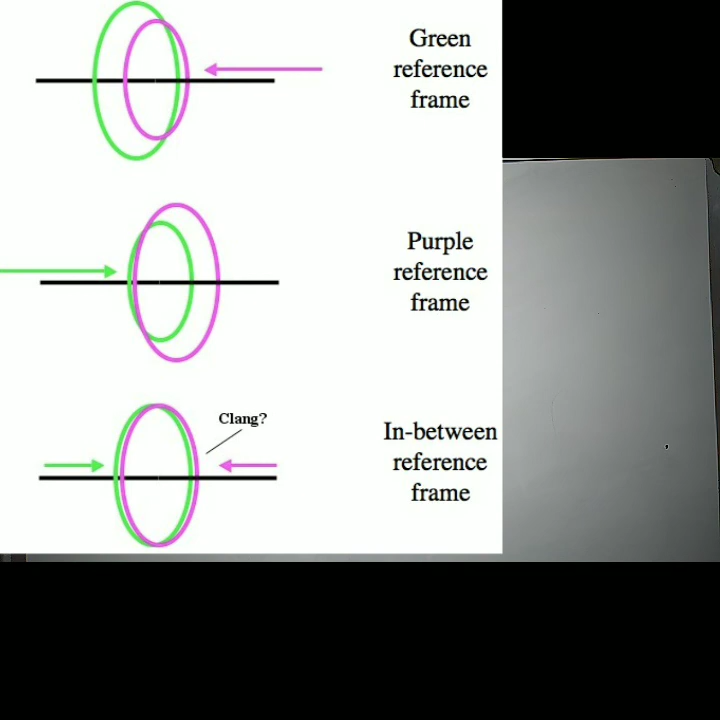 Green
reference
frame
Purple
reference
frame
Clang?
In-between
reference
frame